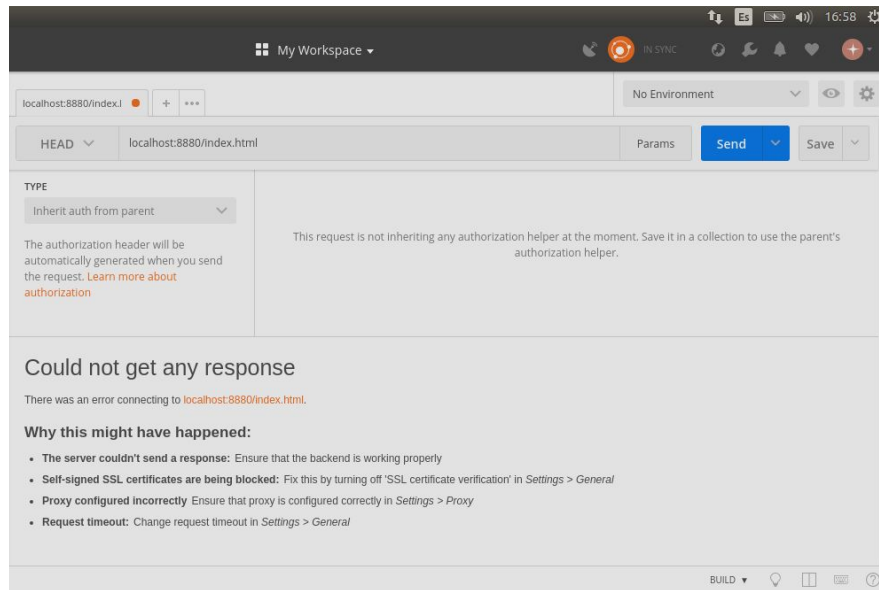 Es 16:58
My Workspace
IN SYNC
localhost:8880/index.l
+ •••
No Environment
HEAD localhost:8880/index.html Params Send Save
TYPE
Inherit auth from parent
The authorization header will be
automatically generated when you send
the request. Learn more about
authorization
This request is not inheriting any authorization helper at the moment. Save it in a collection to use the parent's
authorization helper.
Could not get any response
There was an error connecting to localhost:8880/index.html.
Why this might have happened:
• The server couldn't send a response: Ensure that the backend is working properly
• Self-signed SSL certificates are being blocked: Fix this by turning off 'SSL certificate verification' in Settings > General
• Proxy configured incorrectly Ensure that proxy is configured correctly in Settings > Proxy
• Request timeout: Change request timeout in Settings > General
BUILD